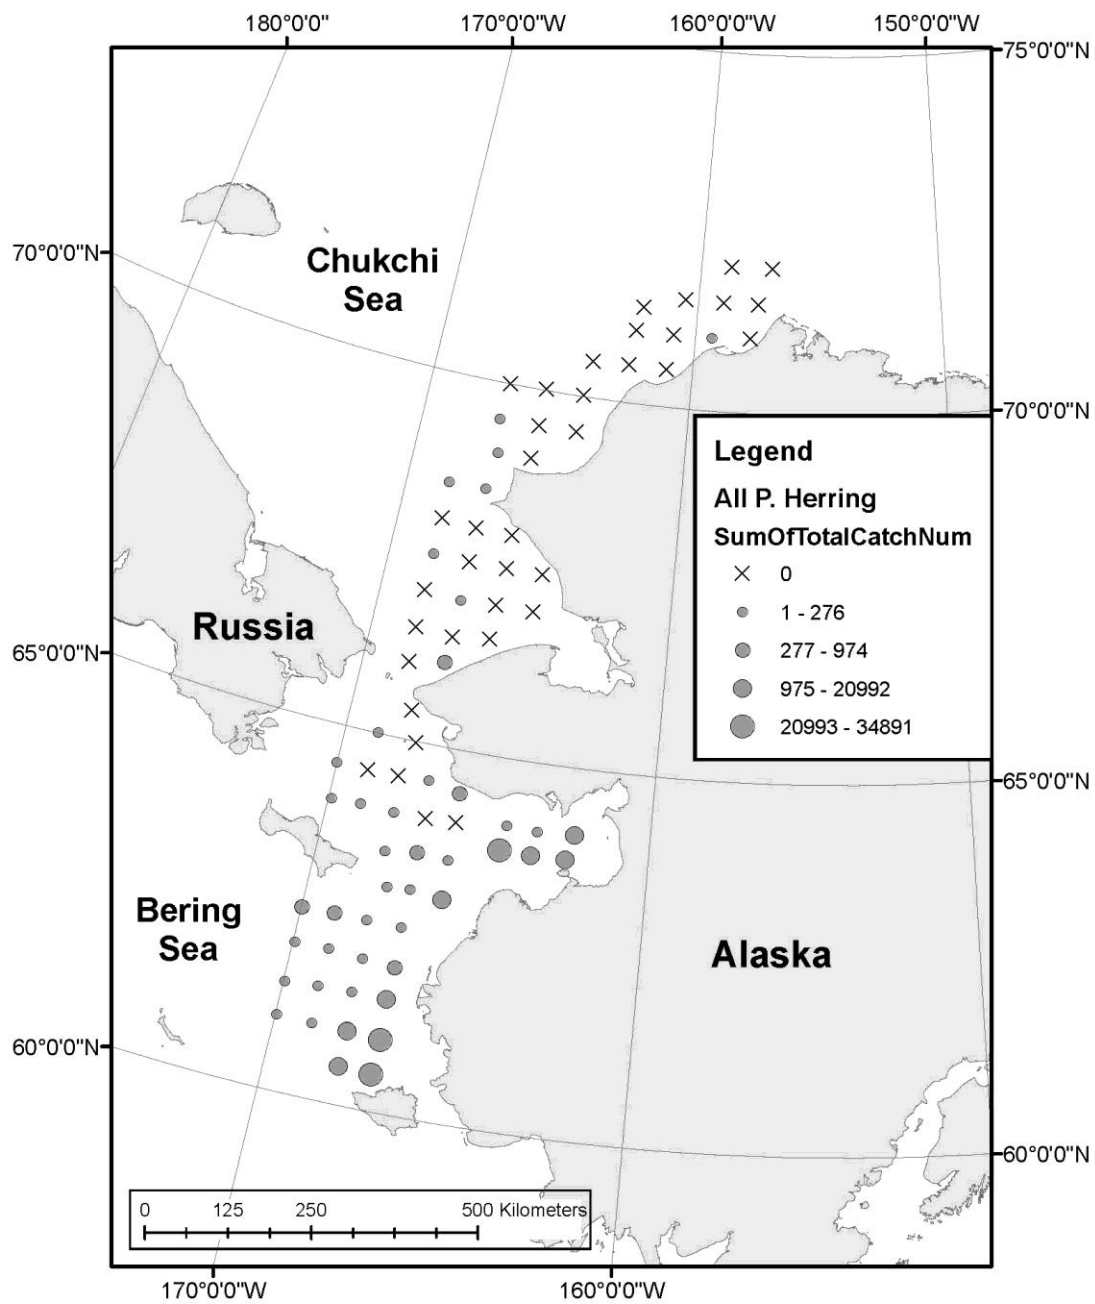 180°0'0"
170°0'0"W
160°0'0"W
150°0'0"W
75°0'0"N
70°0'0"N
Chukchi
Sea
70°0'0"N
Legend
All P. Herring
SumOfTotalCatchNum
0
1 - 276
277 - 974
975 - 20992
20993 - 34891
Russia
65°0'0"N
65°0'0"N
Bering
Sea
Alaska
60°0'0"N
60°0'0"N
0 125 250 500 Kilometers
170°0'0"W
160°0'0"W